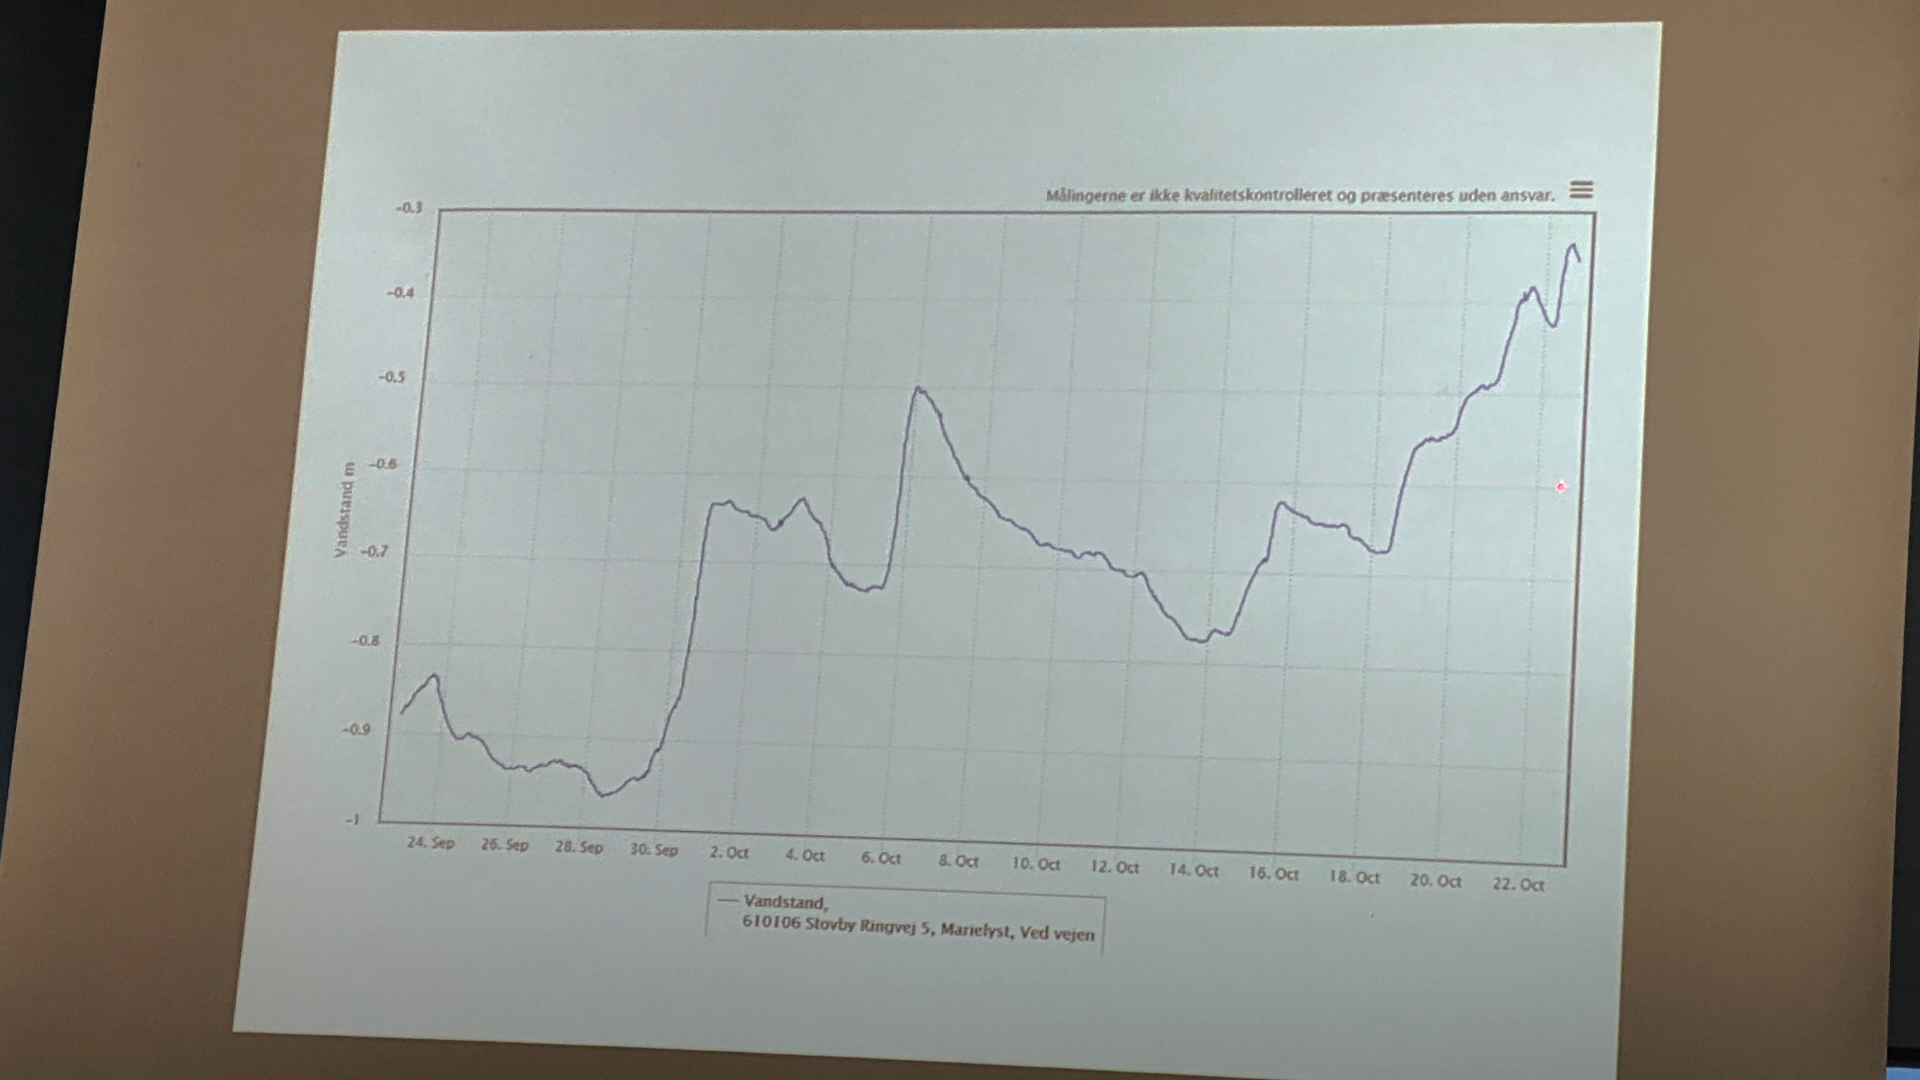 Målingerne er ikke kvalitetskontrolleret og præsenteres uden ansvar.
-0.3
-0.4
-0.5
-0.6
-0.7
-0.8
-0.9
-1
Vandstand m
24. Sep 26. Sep 28. Sep 30. Sep 2. Oct 4. Oct 6. Oct 8. Oct 10. Oct 12. Oct 14. Oct 16. Oct 18. Oct 20. Oct 22. Oct
Vandstand,
610106 Stovby Ringvej 5, Marielyst, Ved vejen